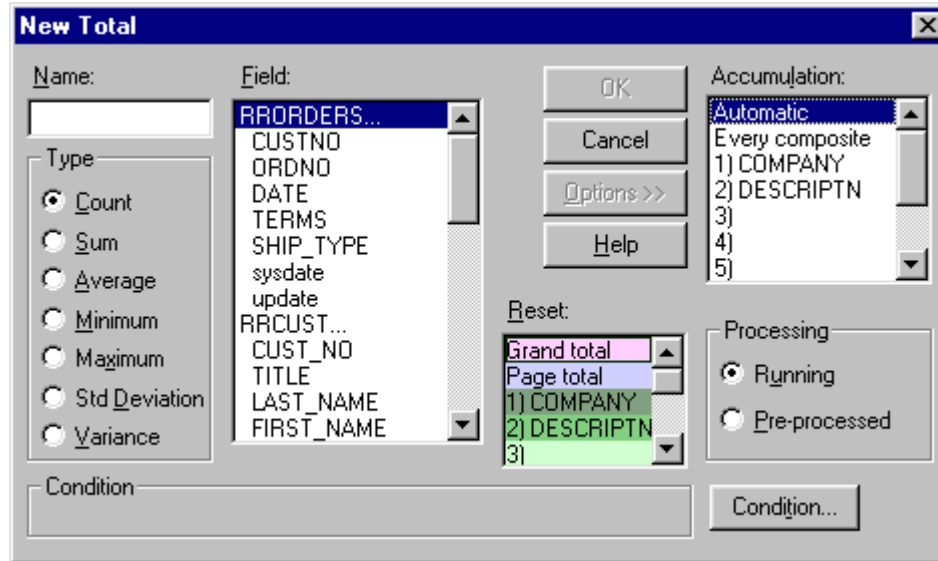 New Total
Name:
Type
Count
Sum
Average
Minimum
Maximum
Std Deviation
Variance
Field:
RRORDERS...
CUSTNO
ORDNO
DATE
TERMS
SHIP_TYPE
sysdate
update
RRCUST...
CUST_NO
TITLE
LAST_NAME
FIRST_NAME
OK
Cancel
Options >>
Help
Reset:
Grand total
Page total
1) COMPANY
2) DESCRIPTN
3)
Accumulation:
Automatic
Every composite
1) COMPANY
2) DESCRIPTN
3)
4)
5)
Processing
Running
Pre-processed
Condition
Condition...